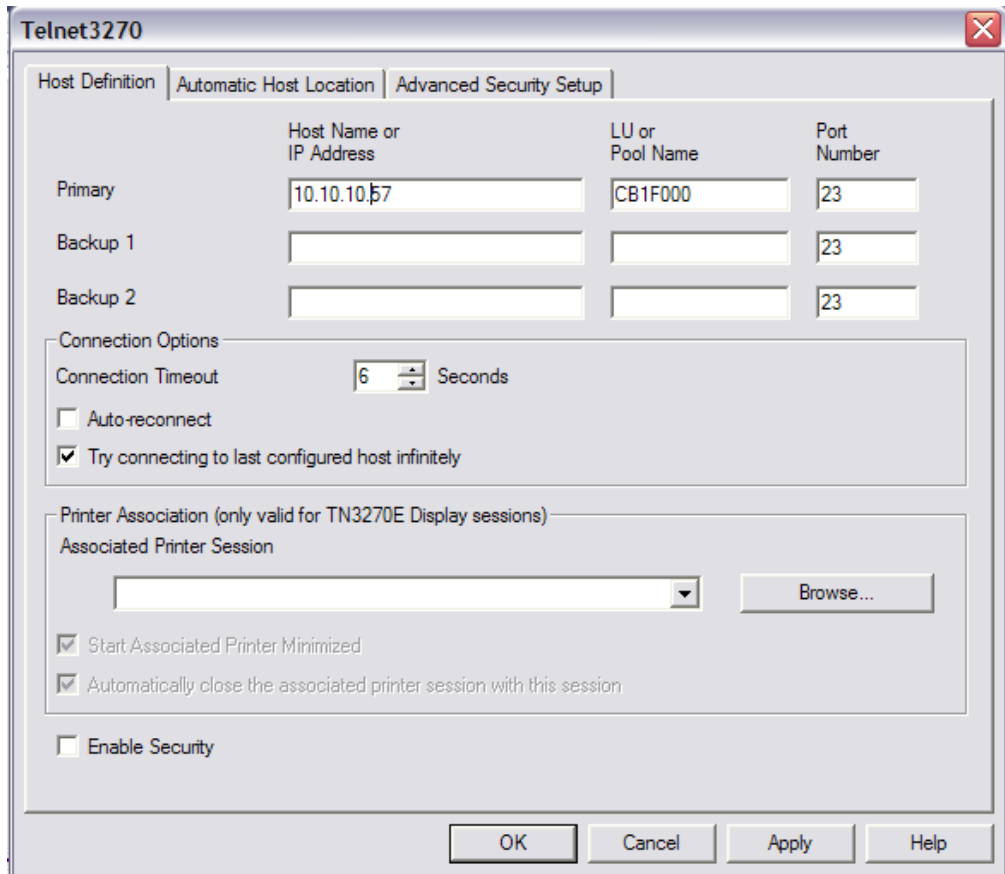 Telnet3270
Host Definition Automatic Host Location Advanced Security Setup
Host Name or IP Address LU or Pool Name Port Number
Primary 10.10.10.67 CB1F000 23
Backup 1 23
Backup 2 23
Connection Options
Connection Timeout 6 Seconds
Auto-reconnect
Try connecting to last configured host infinitely
Printer Association (only valid for TN3270E Display sessions)
Associated Printer Session
Browse...
Start Associated Printer Minimized
Automatically close the associated printer session with this session
Enable Security
OK Cancel Apply Help